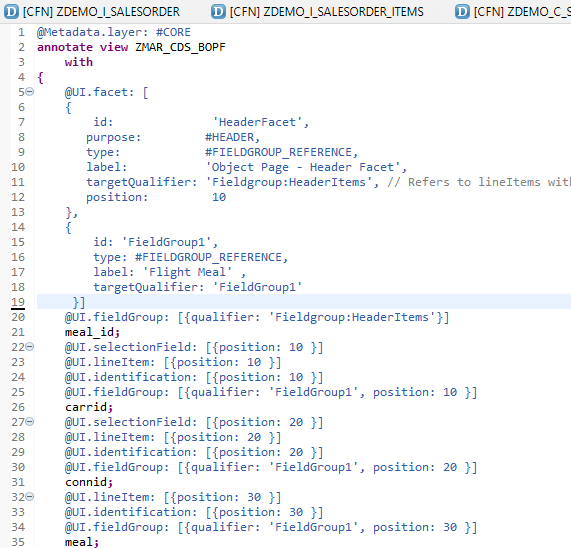 [CFN] ZDEMO_I_SALESORDER [CFN] ZDEMO_I_SALESORDER_ITEMS [CFN] ZDEMO_C_S
1 @Metadata.layer: #CORE
2 annotate view ZMAR_CDS_BOPF
3 with
4 {
5 @UI.facet: [
6 {
7 id: 'HeaderFacet',
8 purpose: #HEADER,
9 type: #FIELDGROUP_REFERENCE,
10 label: 'Object Page - Header Facet',
11 targetQualifier: 'Fieldgroup:HeaderItems', // Refers to lineItems with
12 position: 10
13 },
14 {
15 id: 'FieldGroup1',
16 type: #FIELDGROUP_REFERENCE,
17 label: 'Flight Meal' ,
18 targetQualifier: 'FieldGroup1'
19 }]
20 @UI.fieldGroup: [{qualifier: 'Fieldgroup:HeaderItems'}]
21 meal_id;
22 @UI.selectionField: [{position: 10 }]
23 @UI.lineItem: [{position: 10 }]
24 @UI.identification: [{position: 10 }]
25 @UI.fieldGroup: [{qualifier: 'FieldGroup1', position: 10 }]
26 carrid;
27 @UI.selectionField: [{position: 20 }]
28 @UI.lineItem: [{position: 20 }]
29 @UI.identification: [{position: 20 }]
30 @UI.fieldGroup: [{qualifier: 'FieldGroup1', position: 20 }]
31 connid;
32 @UI.lineItem: [{position: 30 }]
33 @UI.identification: [{position: 30 }]
34 @UI.fieldGroup: [{qualifier: 'FieldGroup1', position: 30 }]
35 meal;